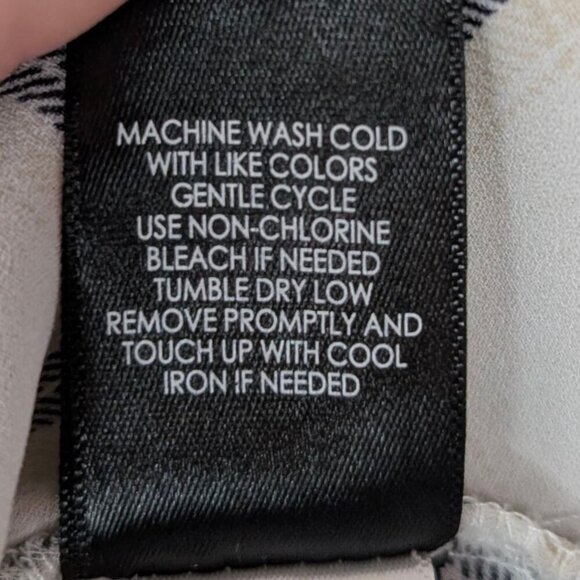 MACHINE WASH COLD
WITH LIKE COLORS
GENTLE CYCLE
USE NON-CHLORINE
BLEACH IF NEEDED
TUMBLE DRY LOW
REMOVE PROMPTLY AND
TOUCH UP WITH COOL
IRON IF NEEDED